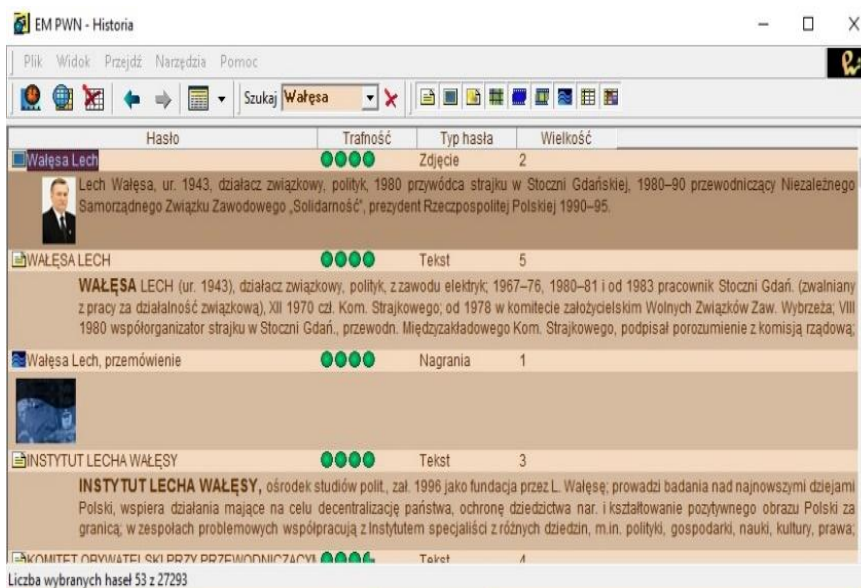 EM PWN - Historia
Plik Widok Przejdź Narzędzia Pomoc
Szukaj Wałęsa
Hasło Trafność Typ hasła Wielkość
Wałęsa Lech Zdjęcie 2
Lech Wałęsa, ur. 1943, działacz związkowy, polityk, 1980 przywódca strajku w Stoczni Gdańskiej, 1980–90 przewodniczący Niezależnego
Samorządnego Związku Zawodowego „Solidarność”, prezydent Rzeczpospolitej Polskiej 1990–95.
WAŁĘSA LECH Tekst 5
WAŁĘSA LECH (ur. 1943), działacz związkowy, polityk, z zawodu elektryk; 1967–76, 1980–81 i od 1983 pracownik Stoczni Gdań. (zwalniany
z pracy za działalność związkową), XII 1970 czł. Kom. Strajkowego; od 1978 w komitecie założycielskim Wolnych Związków Zaw. Wybrzeża; VIII
1980 współorganizator strajku w Stoczni Gdań., przewodn. Międzyzakładowego Kom. Strajkowego, podpisał porozumienie z komisją rządową;
Wałęsa Lech, przemówienie Nagrania 1
INSTYTUT LECHA WAŁĘSY Tekst 3
INSTYTUT LECHA WAŁĘSY, ośrodek studiów polit., zał. 1996 jako fundacja przez L. Wałęsę; prowadzi badania nad najnowszymi dziejami
Polski, wspiera działania mające na celu decentralizację państwa, ochronę dziedzictwa nar. i kształtowanie pozytywnego obrazu Polski za
granicą; w zespołach problemowych współpracują z Instytutem specjaliści z różnych dziedzin, m.in. polityki, gospodarki, nauki, kultury, prawa;
KOMITET OBYWATELSKI PRZY Tekst 4
Liczba wybranych haseł 53 z 27293